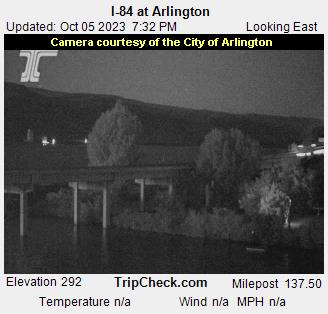 I-84 at Arlington
Updated: Oct 05 2023 7:32 PM Looking East
Camera courtesy of the City of Arlington
Elevation 292 TripCheck.com Milepost 137.50
Temperature n/a Wind n/a MPH n/a